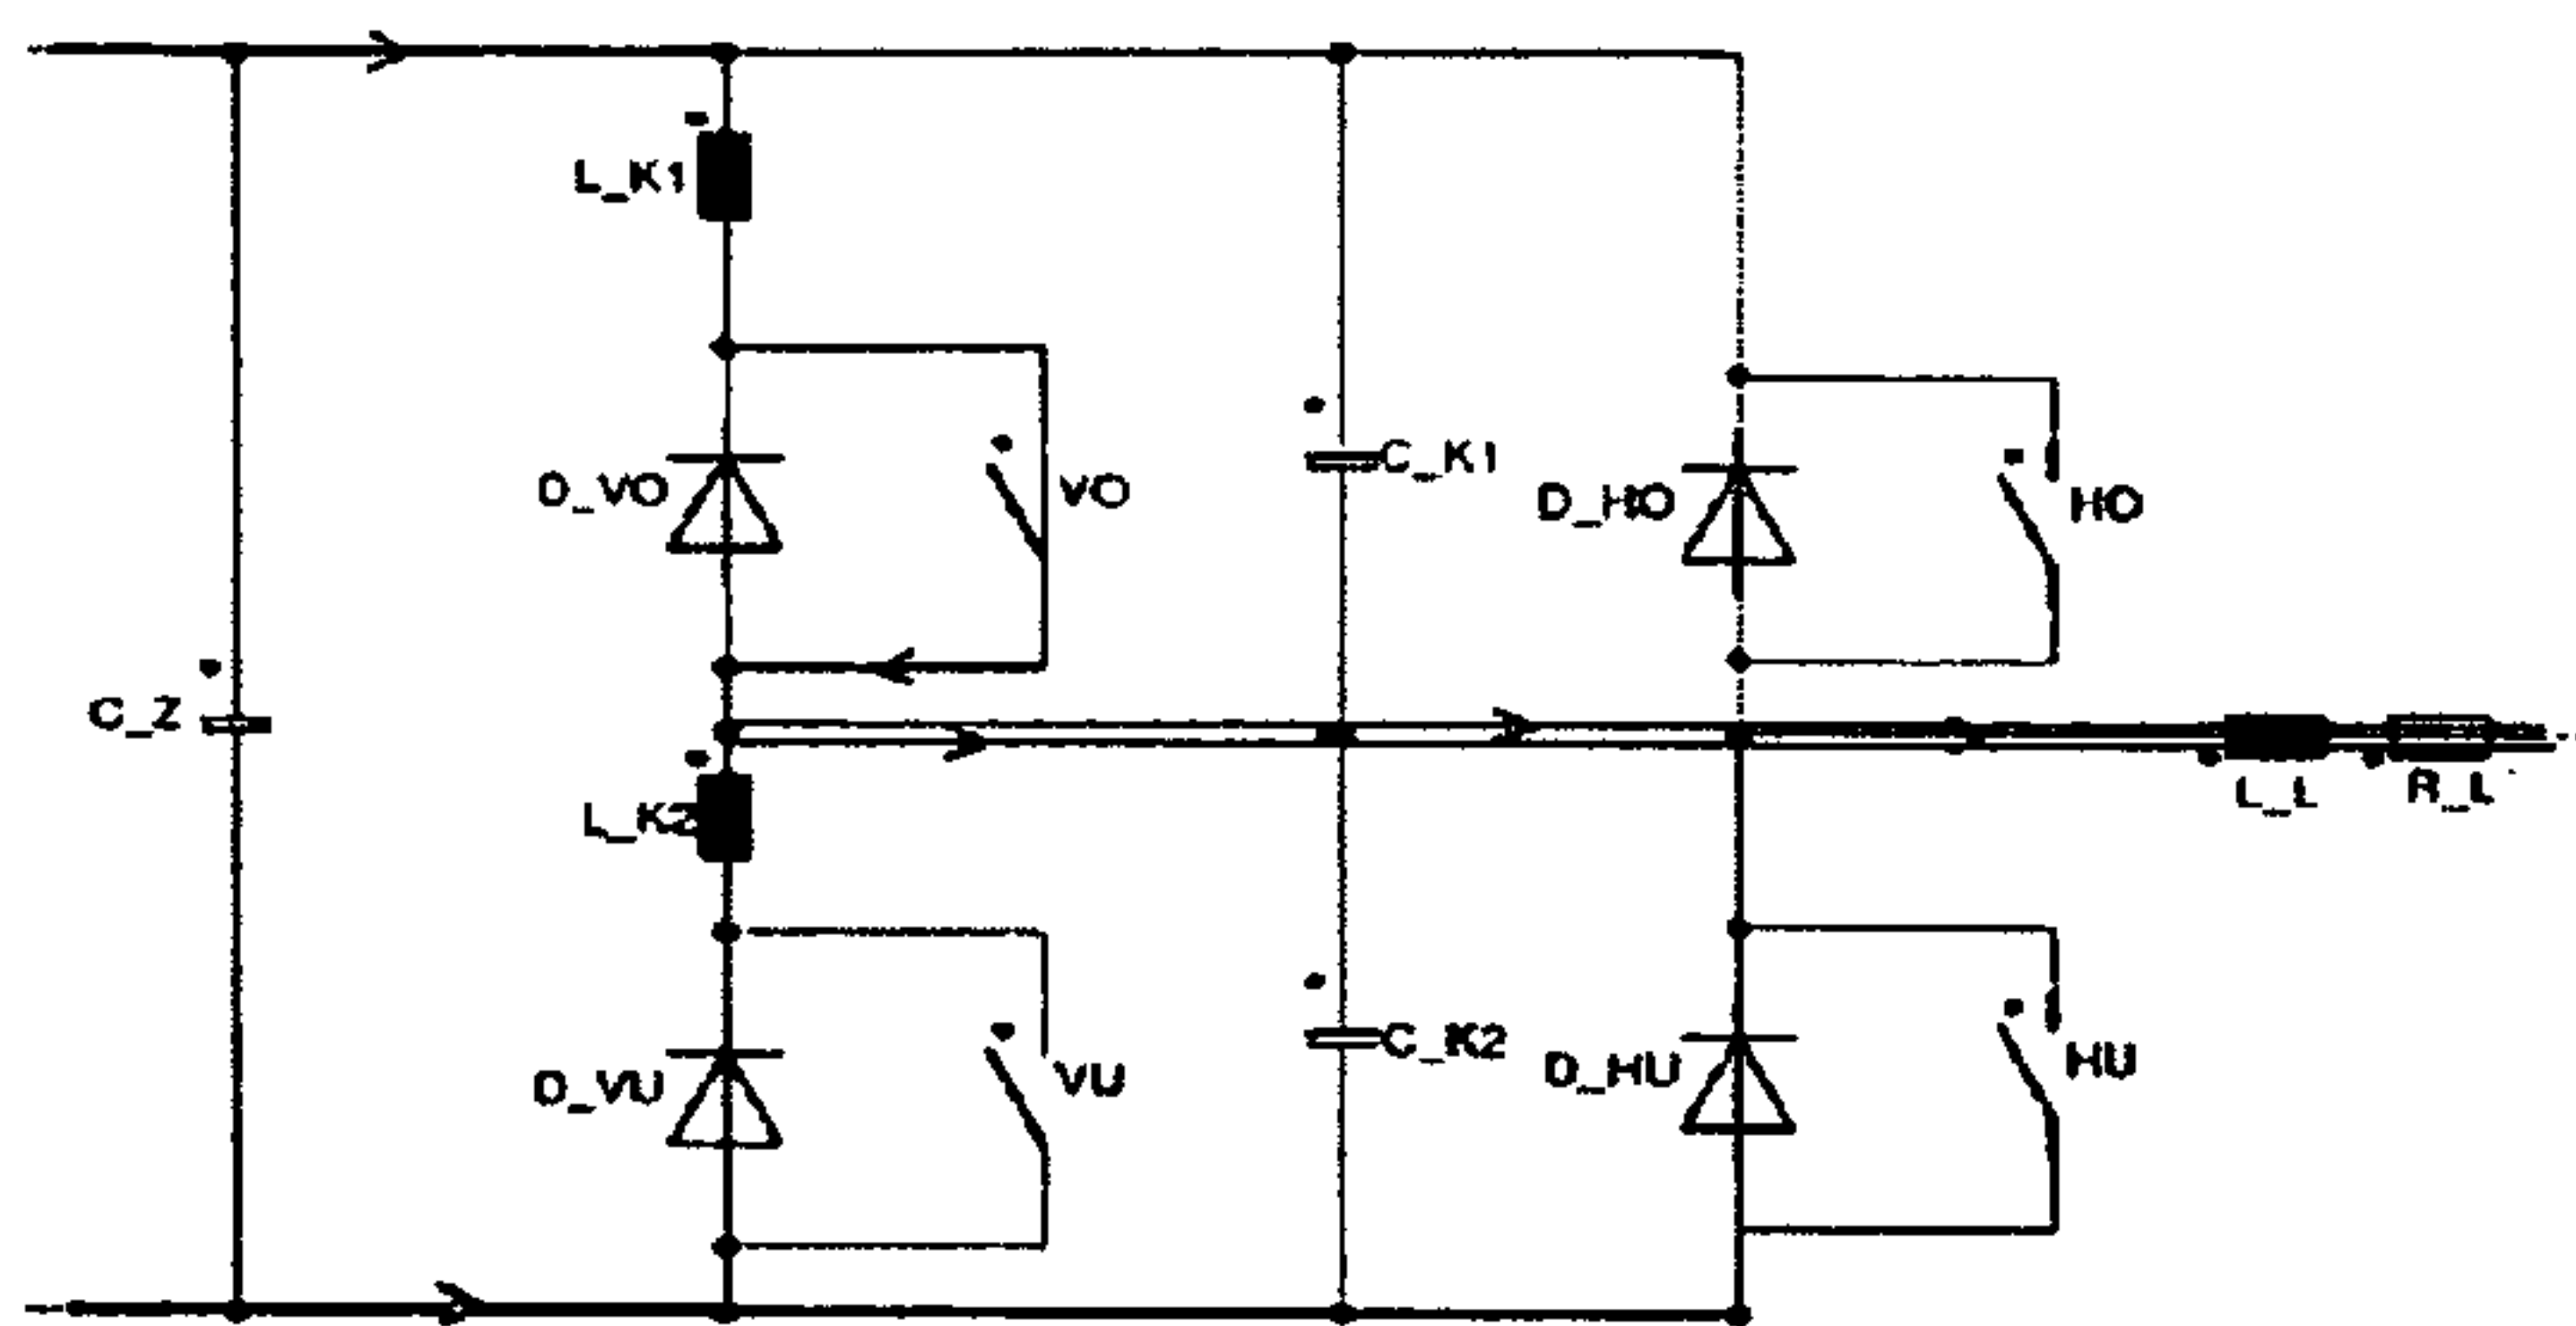 L_K1
D_VO
VO
C_K1
D_HO
HO
C_Z
L_K2
L_L
R_L
D_VU
VU
C_K2
D_HU
HU